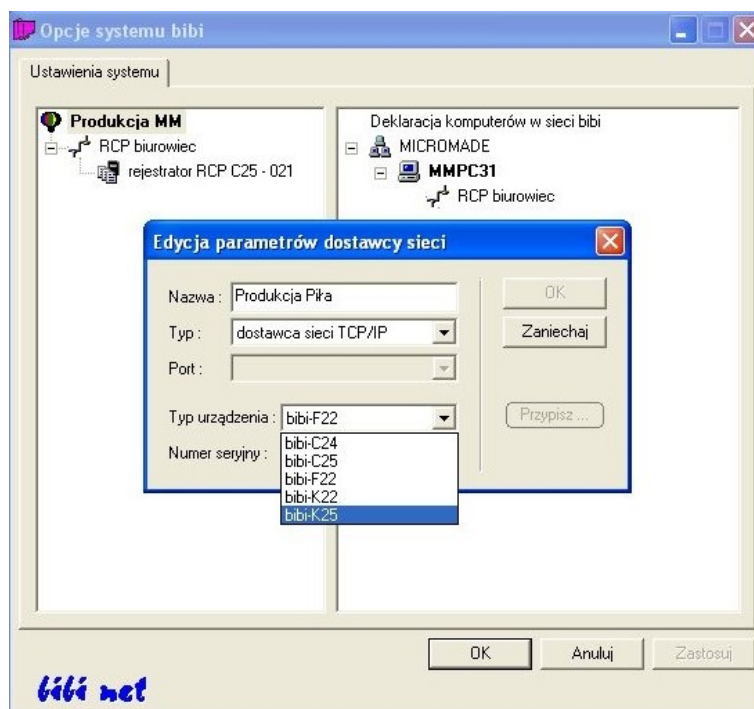 Opcje systemu bibi
Ustawienia systemu
Produkcja MM
RCP biurowiec
rejestrator RCP C25 - 021
Deklaracja komputerów w sieci bibi
MICROMADE
MMPC31
RCP biurowiec
Edycja parametrów dostawcy sieci
Nazwa : Produkcja Piła
Typ : dostawca sieci TCP/IP
Port :
Typ urządzenia : bibi-F22
Numer seryjny :
bibi-C24
bibi-C25
bibi-F22
bibi-K22
bibi-K25
OK
Zaniechaj
Przypisz ...
OK Anuluj Zastosuj
bibi net